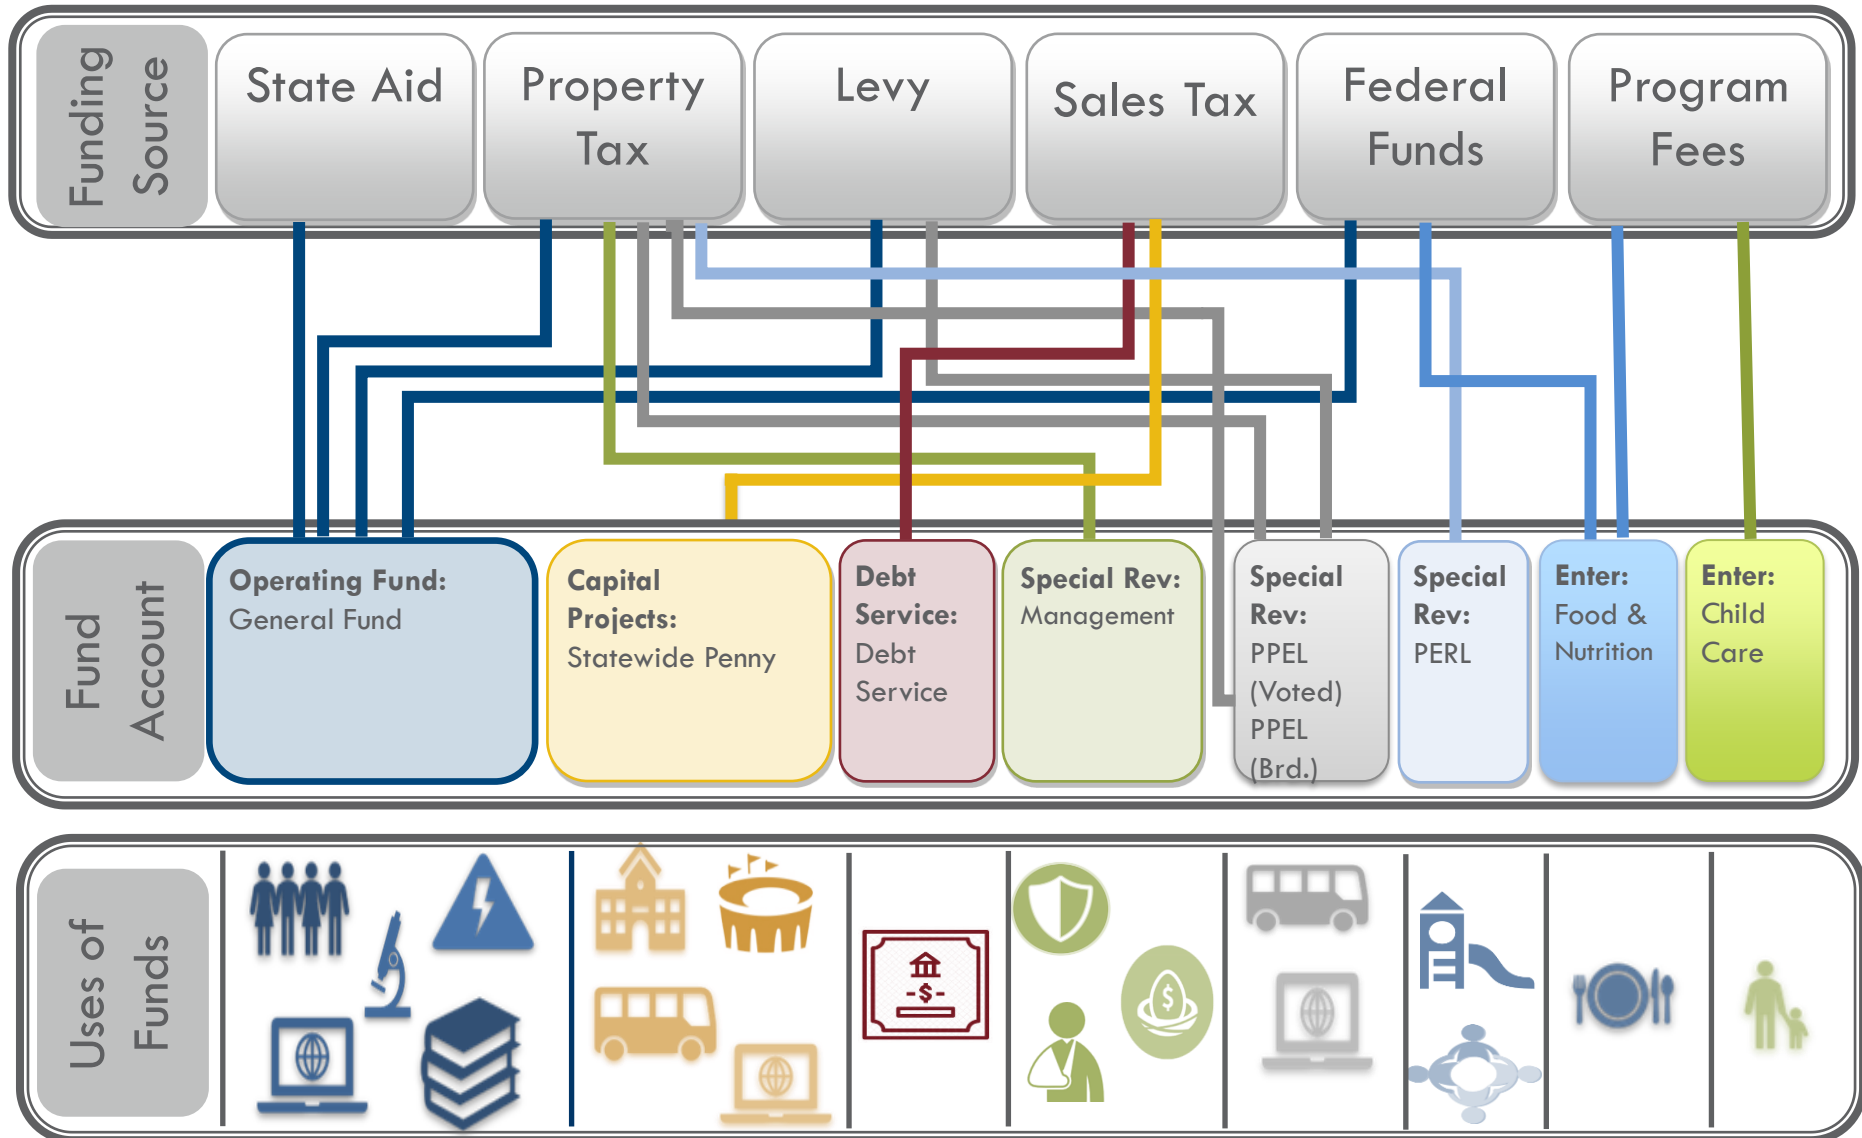 Funding
Source
State Aid
Property
Tax
Levy
Sales Tax
Federal
Funds
Program
Fees
Fund
Account
Operating Fund:
General Fund
Capital
Projects:
Statewide Penny
Debt
Service:
Debt
Service
Special Rev:
Management
Special
Rev:
PPEL
(Voted)
PPEL
(Brd.)
Special
Rev:
PERL
Enter:
Food &
Nutrition
Enter:
Child
Care
Uses of
Funds
-$-
$